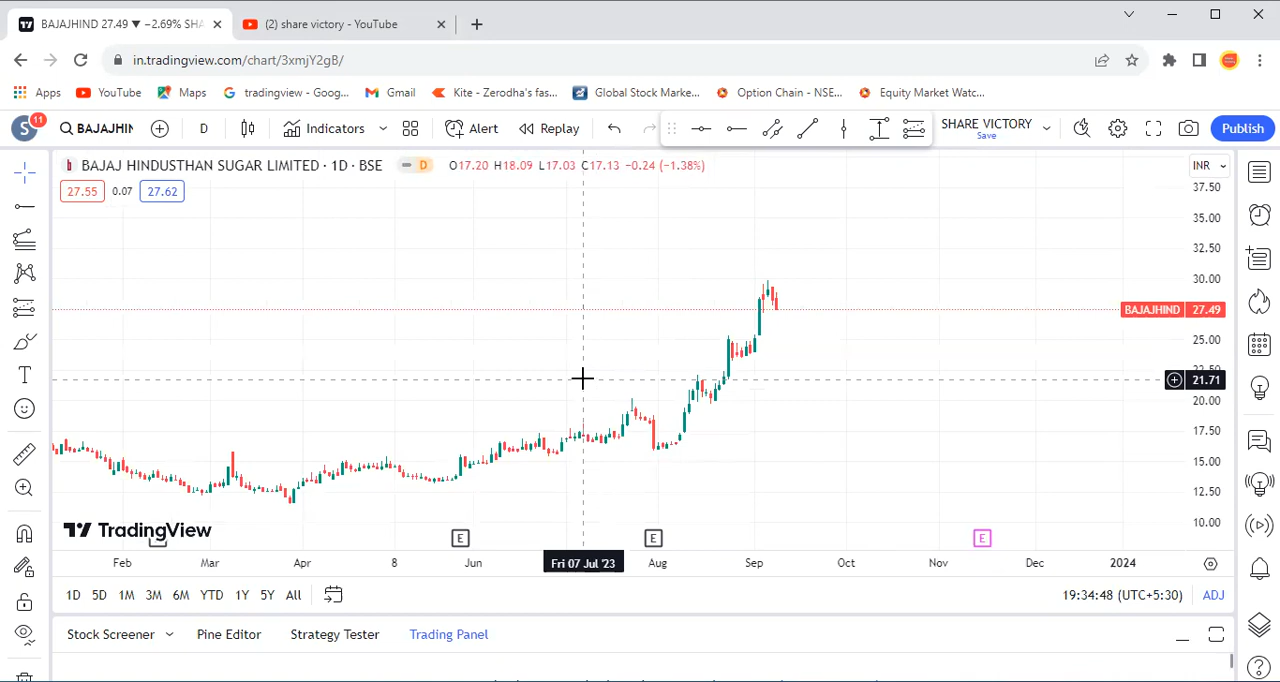 BAJAJHIND 27.49 ▼ −2.69% SHA
(2) share victory - YouTube
in.tradingview.com/chart/3xmjY2gB/
Apps
YouTube
Maps
tradingview - Goog...
Gmail
Kite - Zerodha's fas...
Global Stock Marke...
Option Chain - NSE...
Equity Market Watc...
S
11
BAJAJHIN
D
Indicators
Alert
Replay
SHARE VICTORY
Save
Publish
BAJAJ HINDUSTHAN SUGAR LIMITED · 1D · BSE
D
O17.20 H18.09 L17.03 C17.13 −0.24 (−1.38%)
INR
27.55
0.07
27.62
37.50
35.00
32.50
30.00
BAJAJHIND 27.49
25.00
22.50
21.71
20.00
17.50
15.00
12.50
10.00
TradingView
E
E
E
Feb
Mar
Apr
8
Jun
Fri 07 Jul '23
Aug
Sep
Oct
Nov
Dec
2024
1D
5D
1M
3M
6M
YTD
1Y
5Y
All
19:34:48 (UTC+5:30)
ADJ
Stock Screener
Pine Editor
Strategy Tester
Trading Panel